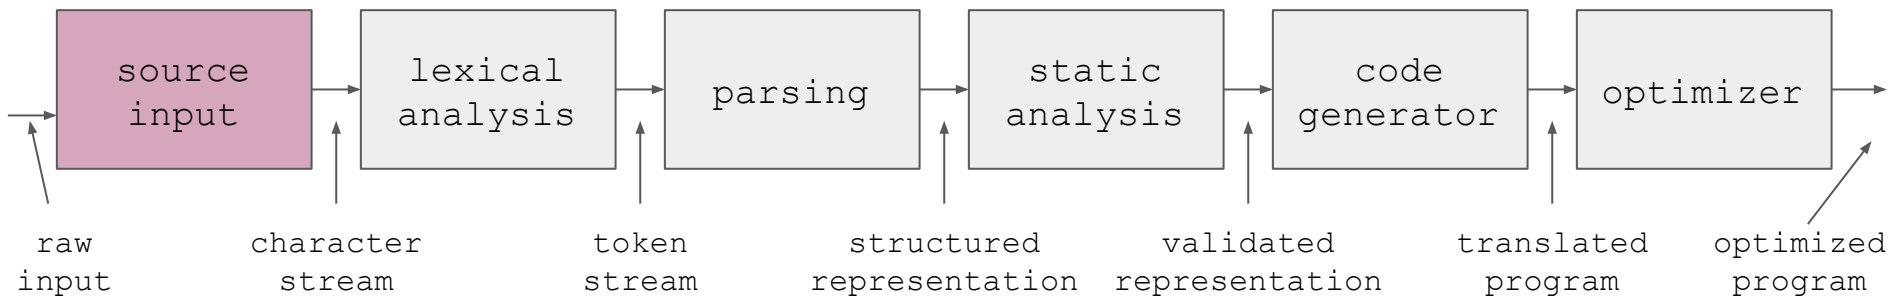 source
input
lexical
analysis
parsing
static
analysis
code
generator
optimizer
raw
input
character
stream
token
stream
structured
representation
validated
representation
translated
program
optimized
program